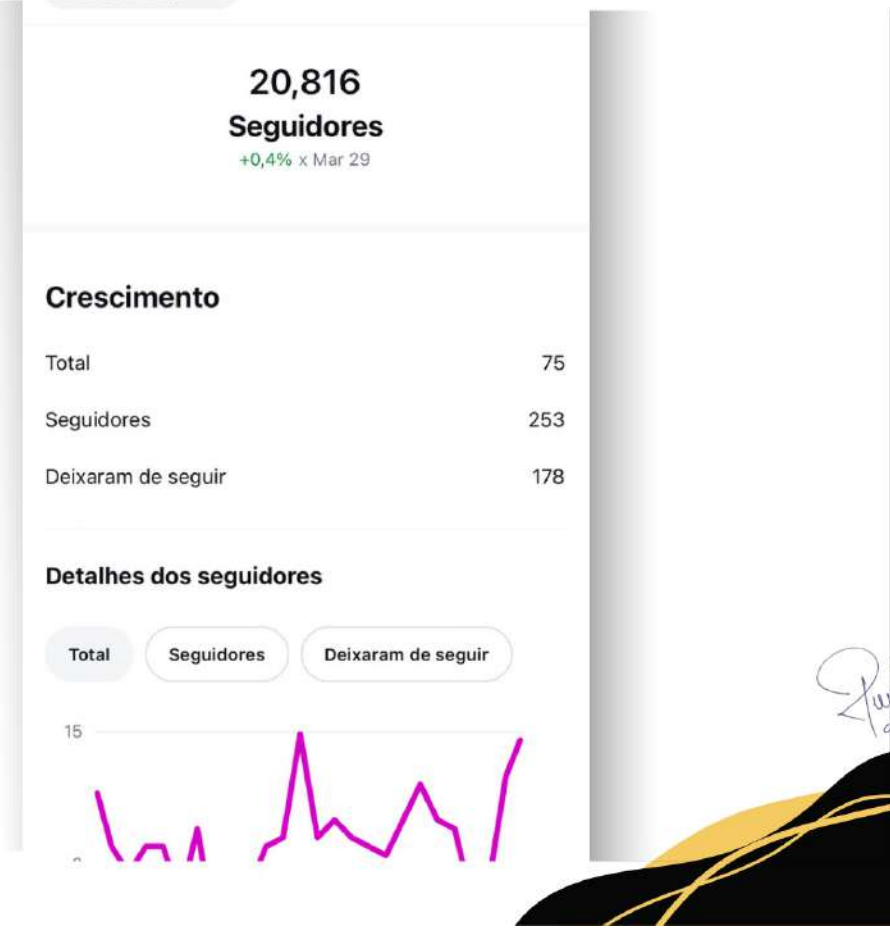 20,816
Seguidores
+0,4% x Mar 29
Crescimento
Total 75
Seguidores 253
Deixaram de seguir 178
Detalhes dos seguidores
Total Seguidores Deixaram de seguir
15